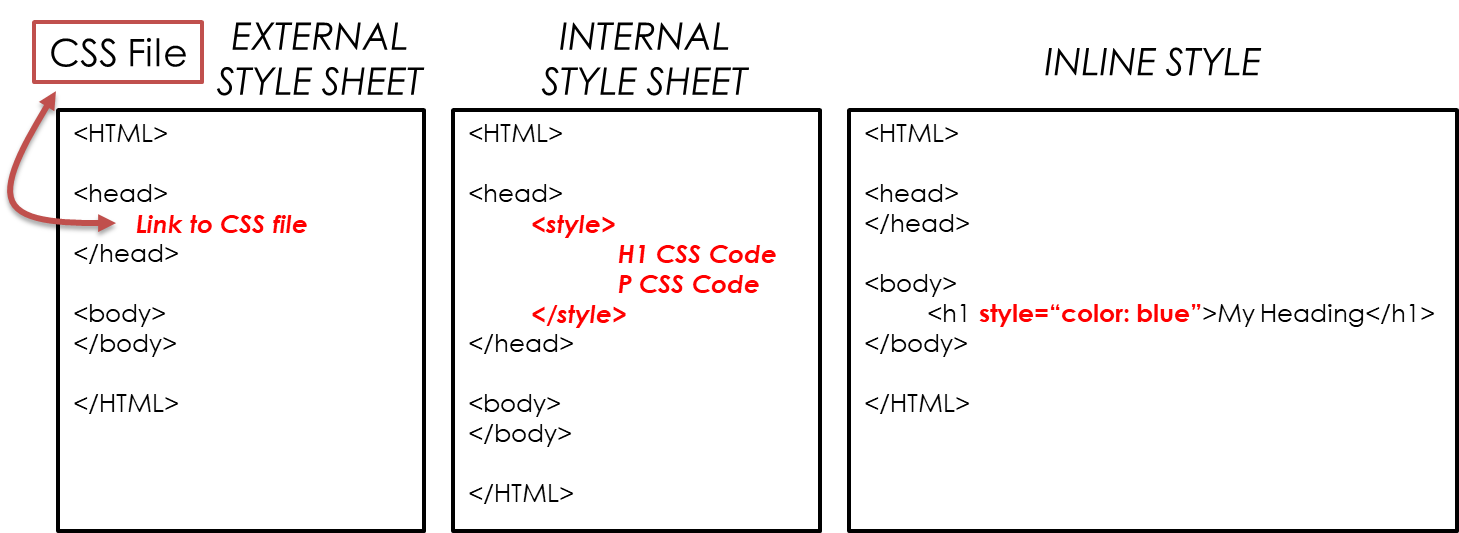 CSS File
EXTERNAL
STYLE SHEET
<HTML>
<head>
Link to CSS file
</head>
<body>
</body>
</HTML>
INTERNAL
STYLE SHEET
<HTML>
<head>
<style>
H1 CSS Code
P CSS Code
</style>
</head>
<body>
</body>
</HTML>
INLINE STYLE
<HTML>
<head>
</head>
<body>
<h1 style=“color: blue”>My Heading</h1>
</body>
</HTML>